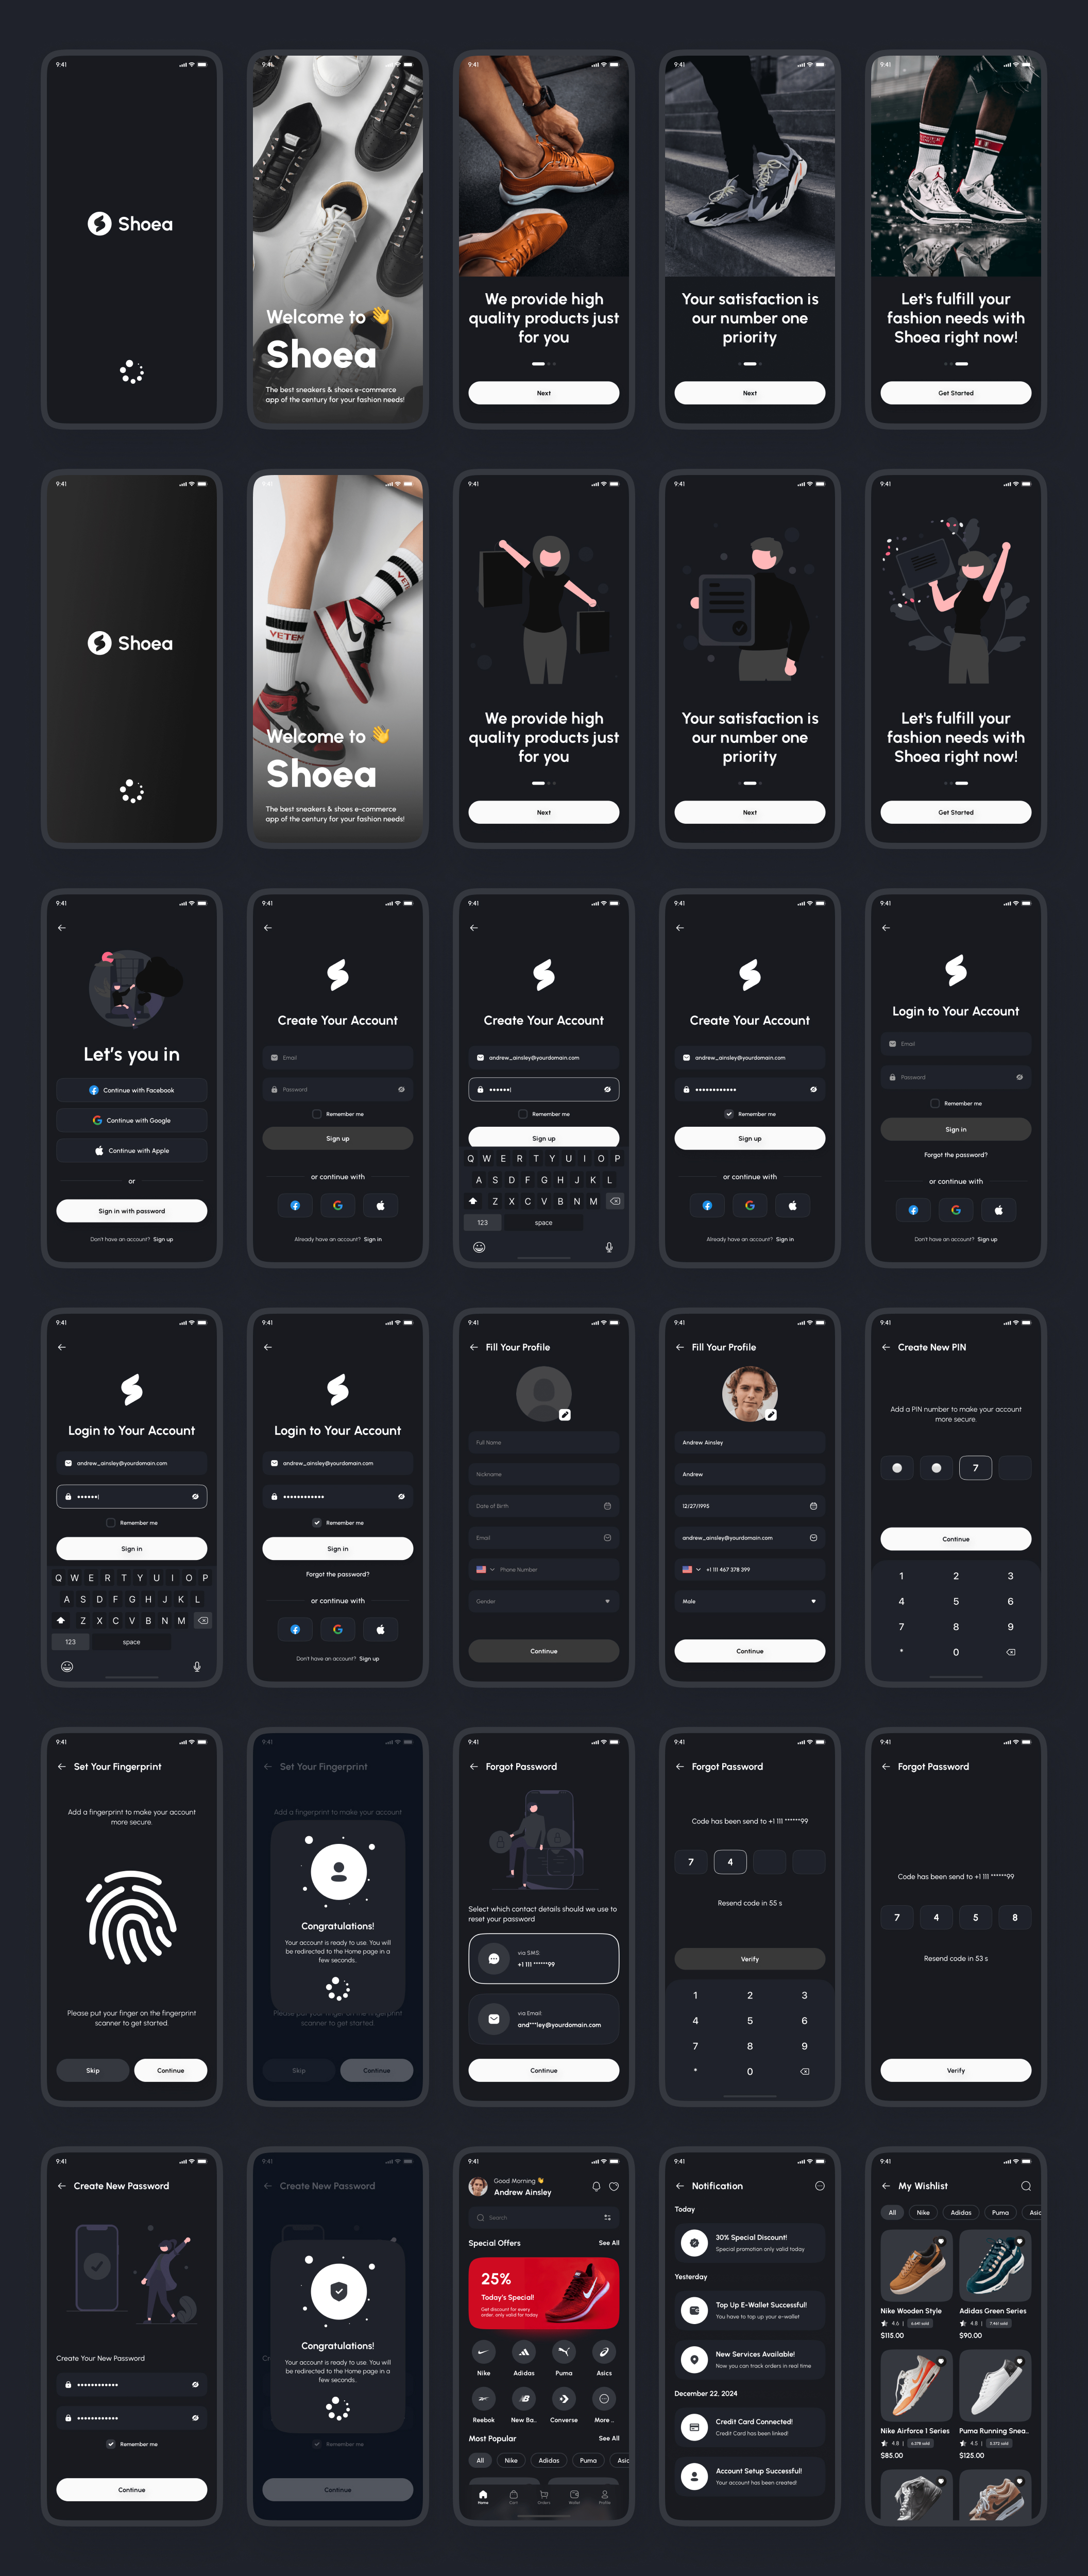 9:41
Shoea
9:41
Welcome to 👋
Shoea
The best sneakers & shoes e-commerce
app of the century for your fashion needs!
9:41
We provide high
quality products just
for you
Next
9:41
Your satisfaction is
our number one
priority
Next
9:41
Let's fulfill your
fashion needs with
Shoea right now!
Get Started
9:41
Shoea
9:41
VETEM
VETE
Welcome to 👋
Shoea
The best sneakers & shoes e-commerce
app of the century for your fashion needs!
9:41
We provide high
quality products just
for you
Next
9:41
Your satisfaction is
our number one
priority
Next
9:41
Let's fulfill your
fashion needs with
Shoea right now!
Get Started
9:41
Let's you in
Continue with Facebook
Continue with Google
Continue with Apple
or
Sign in with password
Don't have an account? Sign up
9:41
Create Your Account
Email
Password
Remember me
Sign up
or continue with
Already have an account? Sign in
9:41
Create Your Account
andrew_ainsley@yourdomain.com
●●●●●●|
Remember me
Sign up
Q W E R T Y U I O P
A S D F G H J K L
Z X C V B N M
123 space
9:41
Create Your Account
andrew_ainsley@yourdomain.com
●●●●●●●●●●●●
Remember me
Sign up
or continue with
Already have an account? Sign in
9:41
Login to Your Account
Email
Password
Remember me
Sign in
Forgot the password?
or continue with
Don't have an account? Sign up
9:41
Login to Your Account
andrew_ainsley@yourdomain.com
●●●●●●|
Remember me
Sign in
Q W E R T Y U I O P
A S D F G H J K L
Z X C V B N M
123 space
9:41
Login to Your Account
andrew_ainsley@yourdomain.com
●●●●●●●●●●●●
Remember me
Sign in
Forgot the password?
or continue with
Don't have an account? Sign up
9:41
Fill Your Profile
Full Name
Nickname
Date of Birth
Email
Phone Number
Gender
Continue
9:41
Fill Your Profile
Andrew Ainsley
Andrew
12/27/1995
andrew_ainsley@yourdomain.com
+1 111 467 378 399
Male
Continue
9:41
Create New PIN
Add a PIN number to make your account
more secure.
7
Continue
1 2 3
4 5 6
7 8 9
* 0
9:41
Set Your Fingerprint
Add a fingerprint to make your account
more secure.
Please put your finger on the fingerprint
scanner to get started.
Skip Continue
9:41
Set Your Fingerprint
Add a fingerprint to make your account
Congratulations!
Your account is ready to use. You will
be redirected to the Home page in a
few seconds..
Please put your finger on the fingerprint
scanner to get started.
Skip Continue
9:41
Forgot Password
Select which contact details should we use to
reset your password
via SMS:
+1 111 ******99
via Email:
and***ley@yourdomain.com
Continue
9:41
Forgot Password
Code has been send to +1 111 ******99
7 4
Resend code in 55 s
Verify
1 2 3
4 5 6
7 8 9
* 0
9:41
Forgot Password
Code has been send to +1 111 ******99
7 4 5 8
Resend code in 53 s
Verify
9:41
Create New Password
Create Your New Password
●●●●●●●●●●●●
●●●●●●●●●●●●
Remember me
Continue
9:41
Create New Password
Congratulations!
Cr
Your account is ready to use. You will
be redirected to the Home page in a
few seconds..
Remember me
Continue
9:41
Good Morning 👋
Andrew Ainsley
Search
Special Offers See All
25%
Today's Special!
Get discount for every
order, only valid for today
Nike Adidas Puma Asics
Reebok New Ba.. Converse More ..
Most Popular See All
All Nike Adidas Puma Asic
Home Cart Orders Wallet Profile
9:41
Notification
Today
30% Special Discount!
Special promotion only valid today
Yesterday
Top Up E-Wallet Successful!
You have to top up your e-wallet
New Services Available!
Now you can track orders in real time
December 22, 2024
Credit Card Connected!
Credit Card has been linked!
Account Setup Successful!
Your account has been created!
9:41
My Wishlist
All Nike Adidas Puma Asic
Nike Wooden Style Adidas Green Series
4.6 | 4.8 |
$115.00 $90.00
Nike Airforce 1 Series Puma Running Snea..
4.8 | 4.5 |
$85.00 $125.00